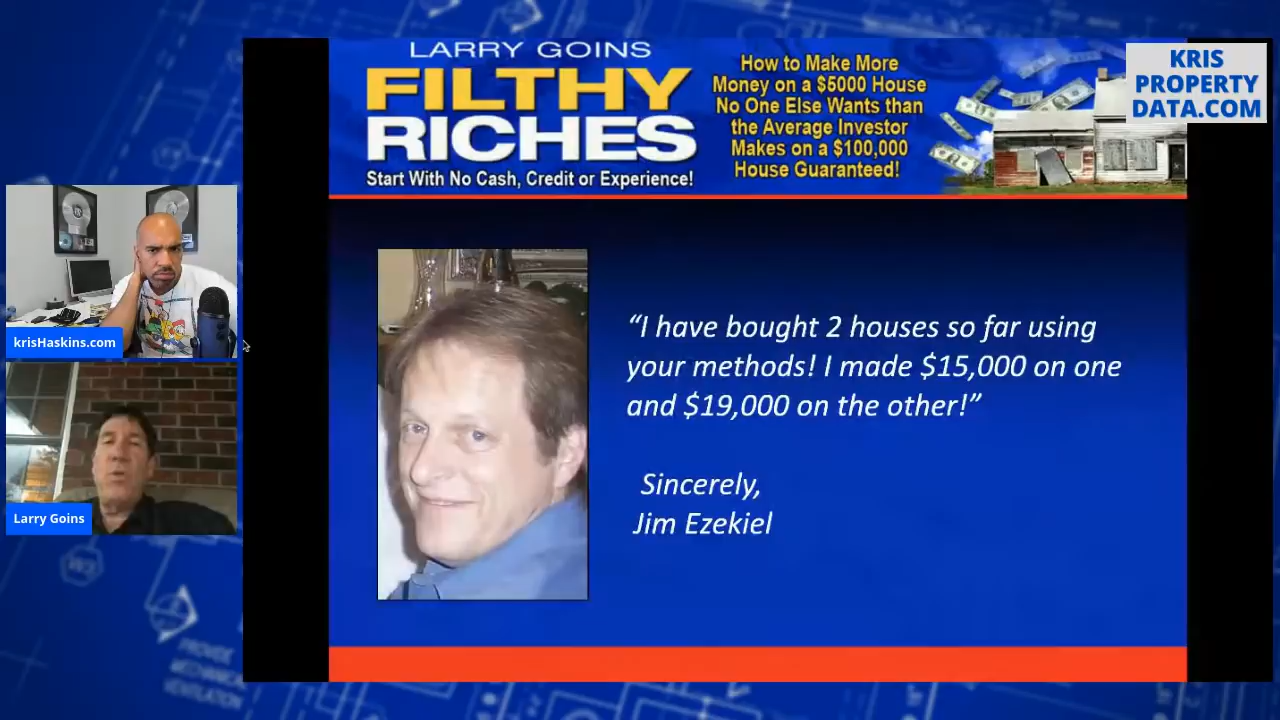 LARRY GOINS
FILTHY
RICHES
Start With No Cash, Credit or Experience!
How to Make More
Money on a $5000 House
No One Else Wants than
the Average Investor
Makes on a $100,000
House Guaranteed!
KRIS
PROPERTY
DATA.COM
krisHaskins.com
Larry Goins
“I have bought 2 houses so far using
your methods! I made $15,000 on one
and $19,000 on the other!”
Sincerely,
Jim Ezekiel
PROVIDE
MECHANICAL
VENTILATION